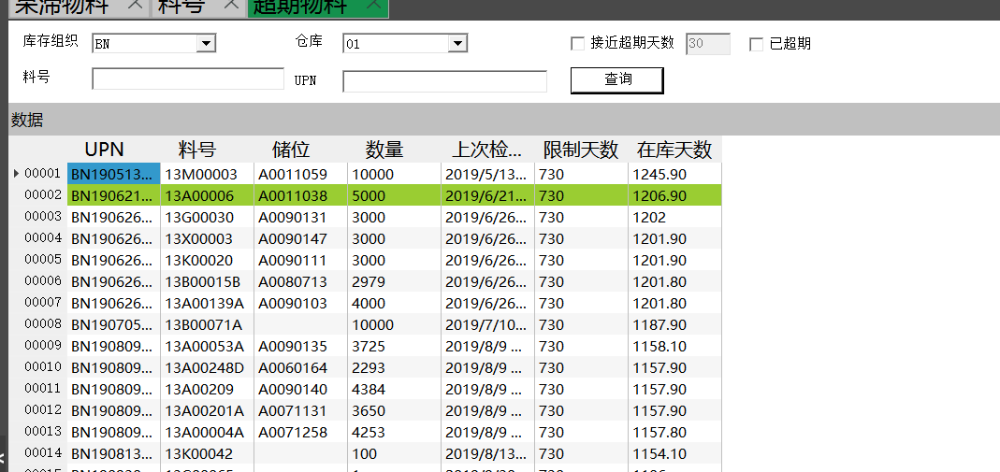 呆滞物料 料号 超期物料
库存组织 BN 仓库 01 接近超期天数 30 已超期
料号 UPN 查询
数据
UPN 料号 储位 数量 上次检... 限制天数 在库天数
00001 BN190513... 13M00003 A0011059 10000 2019/5/13... 730 1245.90
00002 BN190621... 13A00006 A0011038 5000 2019/6/21... 730 1206.90
00003 BN190626... 13G00030 A0090131 3000 2019/6/26... 730 1202
00004 BN190626... 13X00003 A0090147 3000 2019/6/26... 730 1201.90
00005 BN190626... 13K00020 A0090111 3000 2019/6/26... 730 1201.90
00006 BN190626... 13B00015B A0080713 2979 2019/6/26... 730 1201.80
00007 BN190626... 13A00139A A0090103 4000 2019/6/26... 730 1201.80
00008 BN190705... 13B00071A 10000 2019/7/10... 730 1187.90
00009 BN190809... 13A00053A A0090135 3725 2019/8/9 ... 730 1158.10
00010 BN190809... 13A00248D A0060164 2293 2019/8/9 ... 730 1157.90
00011 BN190809... 13A00209 A0090140 4384 2019/8/9 ... 730 1157.90
00012 BN190809... 13A00201A A0071131 3650 2019/8/9 ... 730 1157.90
00013 BN190809... 13A00004A A0071258 4253 2019/8/9 ... 730 1157.80
00014 BN190813... 13K00042 100 2019/8/13... 730 1154.10